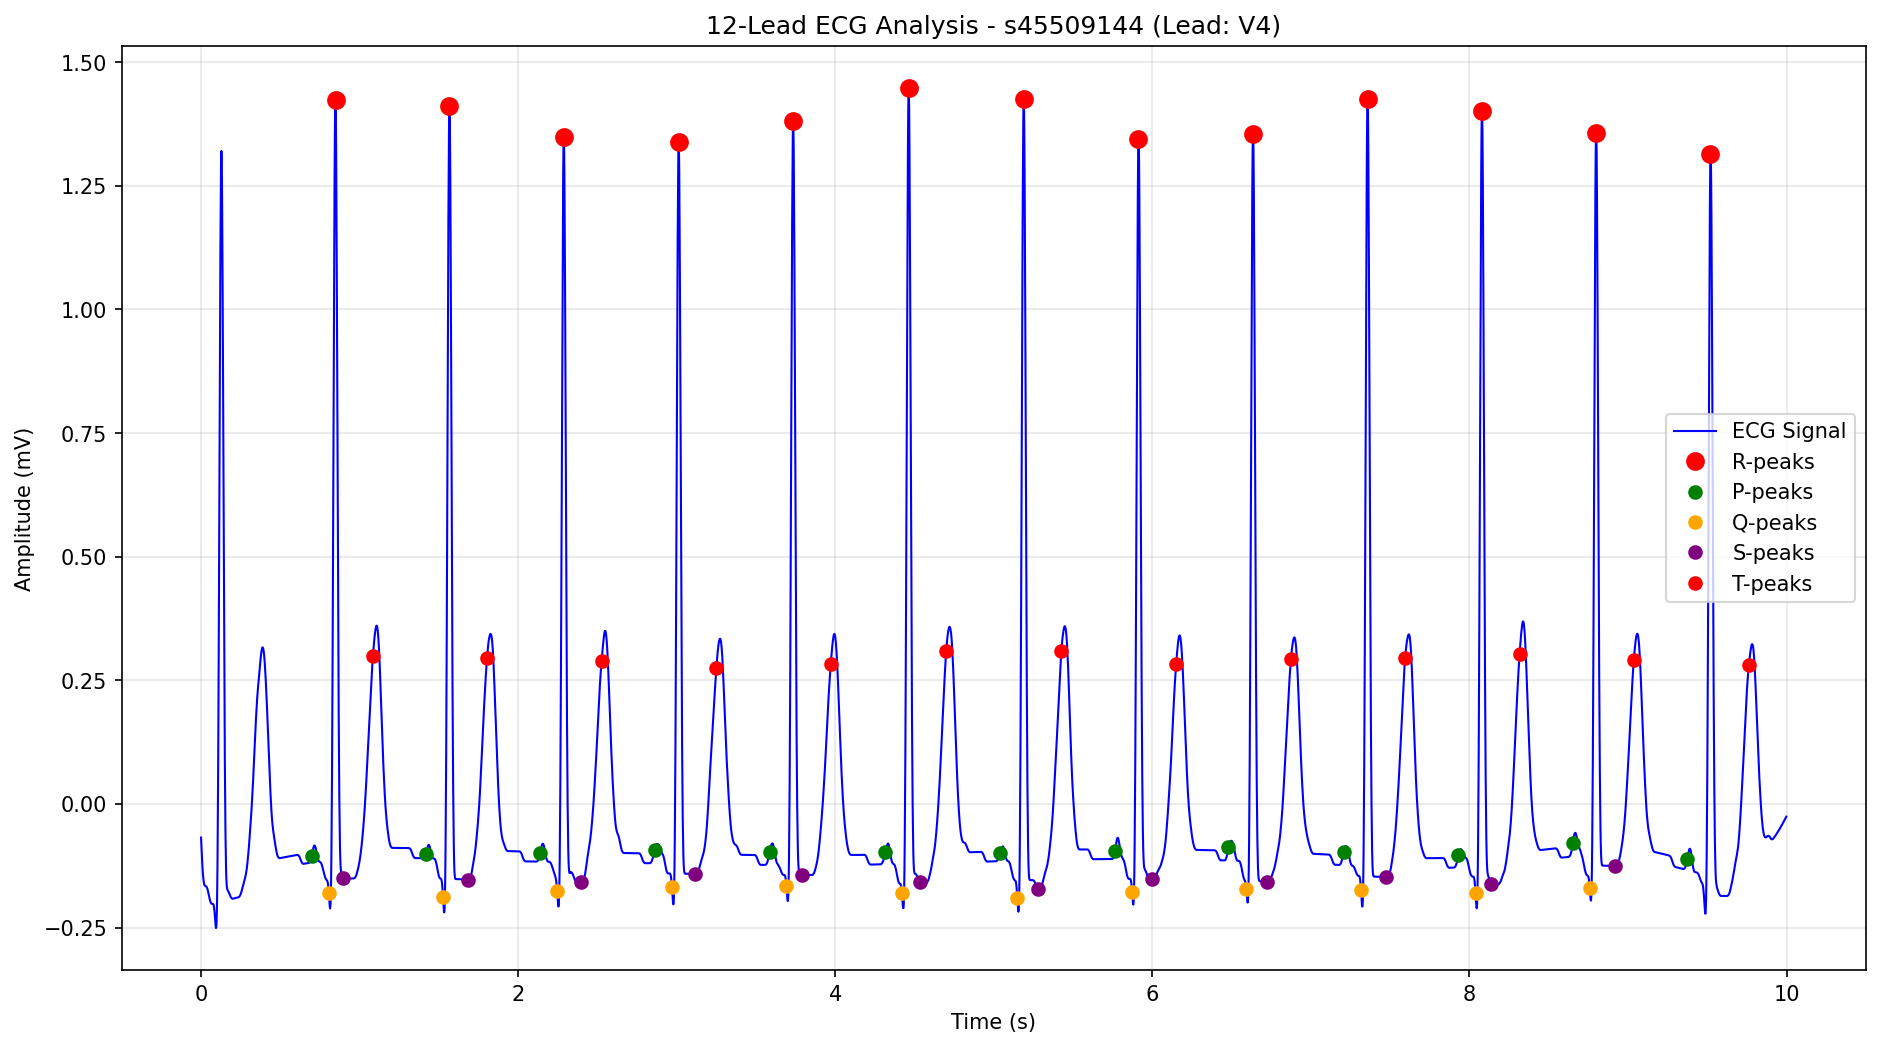 12-Lead ECG Analysis - s45509144 (Lead: V4)
1.50
1.25
1.00
0.75
0.50
0.25
0.00
−0.25
Amplitude (mV)
ECG Signal
R-peaks
P-peaks
Q-peaks
S-peaks
T-peaks
0 2 4 6 8 10
Time (s)